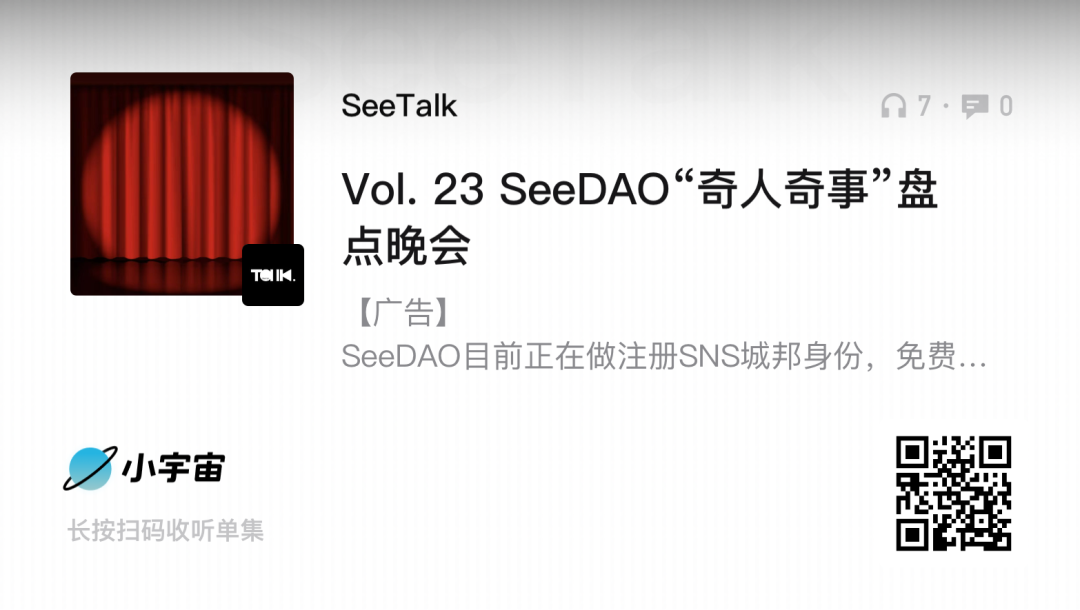 SeeTalk
7 · 0
Vol. 23 SeeDAO“奇人奇事”盘
点晚会
TALK.
【广告】
SeeDAO目前正在做注册SNS城邦身份，免费…
小宇宙
长按扫码收听单集